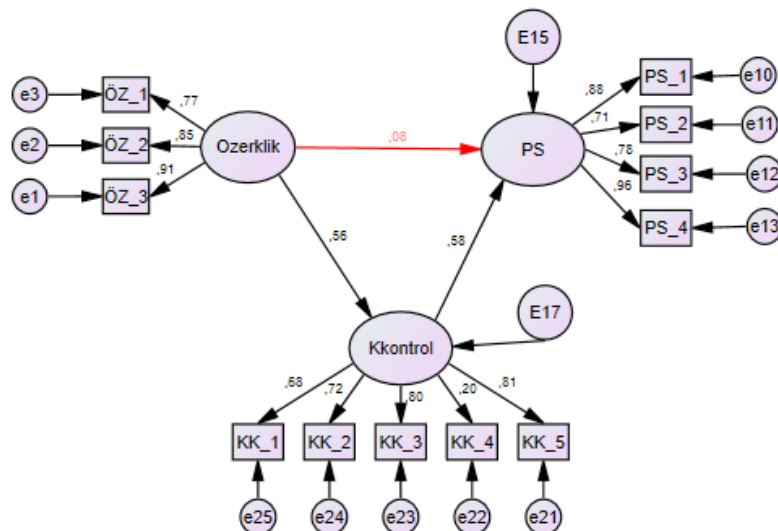 E15
e3
ÖZ_1
,77
e2
ÖZ_2
,85
e1
ÖZ_3
,91
Ozerklik
,08
PS
,88
PS_1
e10
,71
PS_2
e11
,78
PS_3
e12
,96
PS_4
e13
,56
,58
E17
Kkontrol
,68
,72
,80
,20
,81
KK_1
KK_2
KK_3
KK_4
KK_5
e25
e24
e23
e22
e21